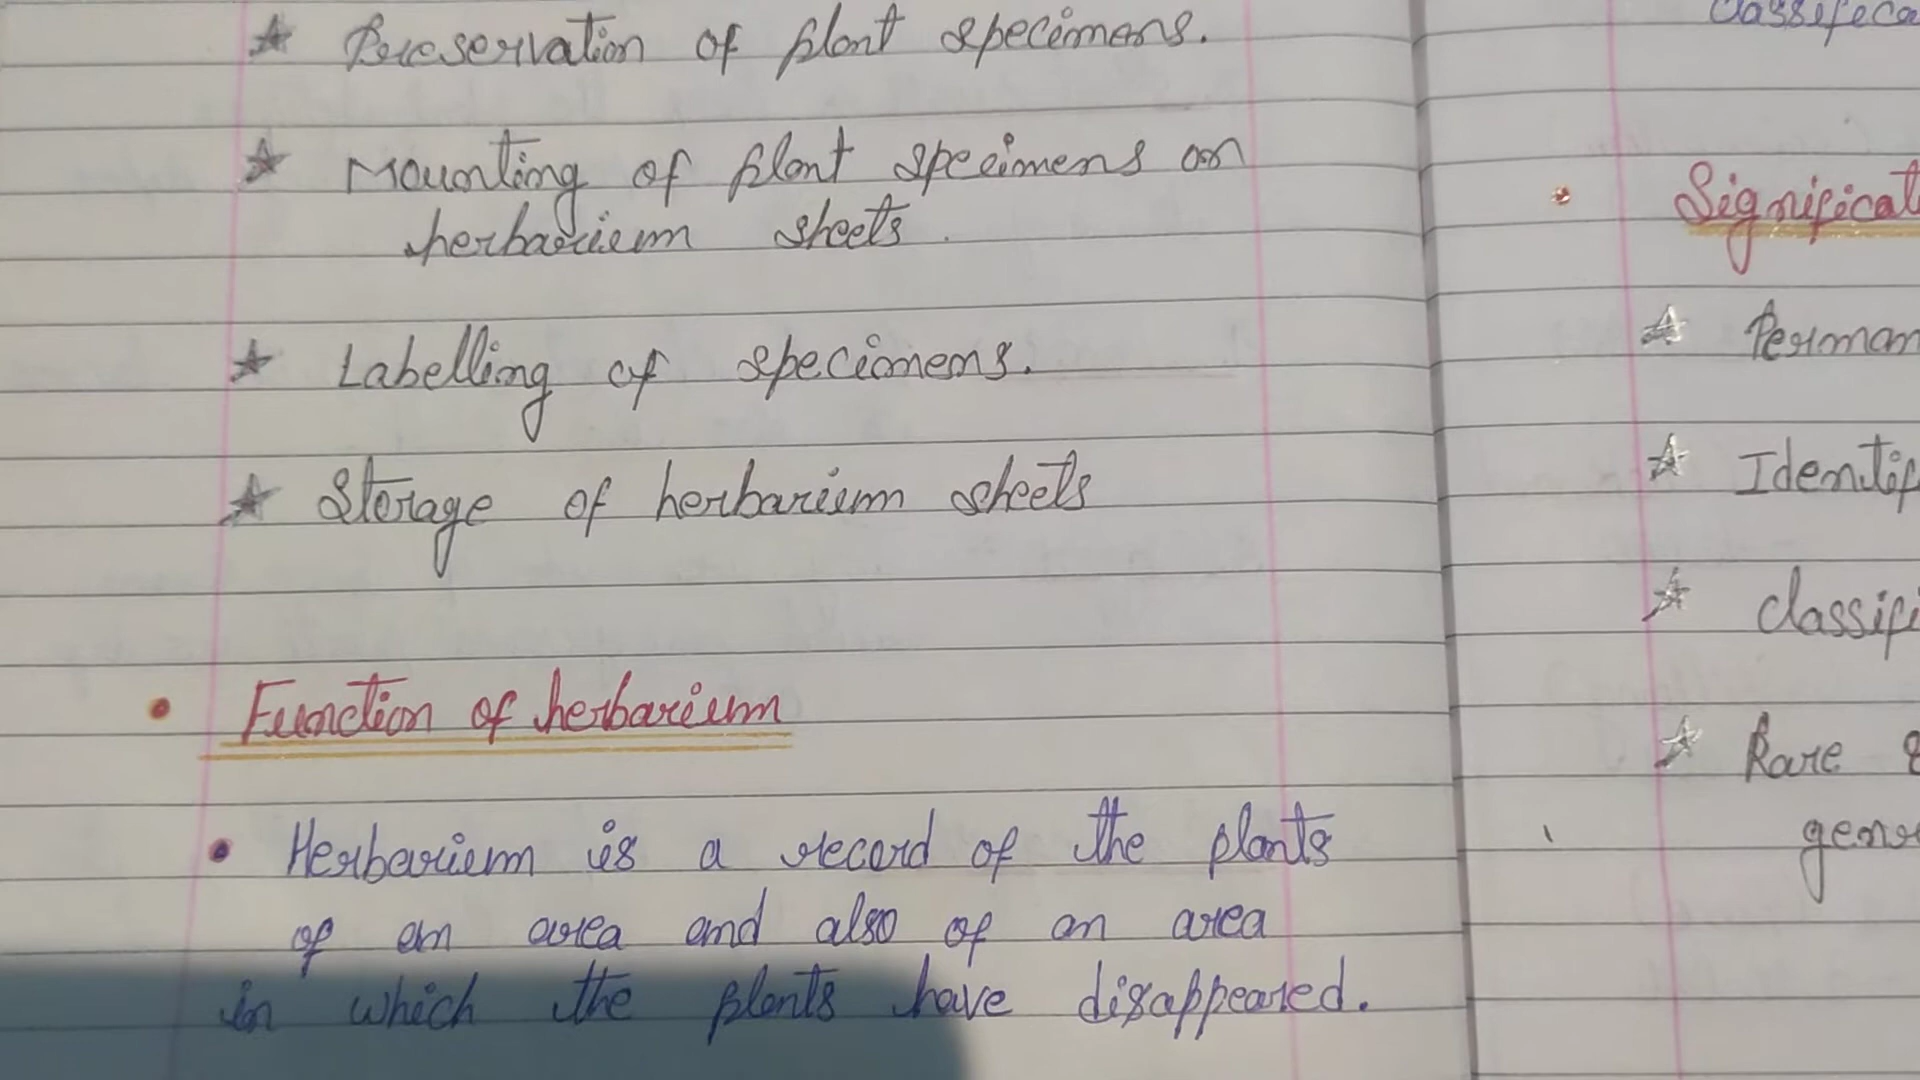 Preservation of plant specimens.
Mounting of plant specimens on
herbarium sheets.
Labelling of specimens.
Storage of herbarium sheets
Function of herbarium
Herbarium is a record of the plants
of an area and also of an area
in which the plants have disappeared.
Classifica
Significat
Perman
Identif
classifi
Rare &
gene